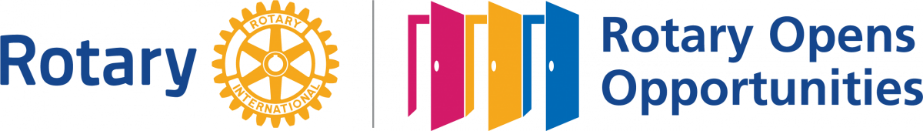 Rotary
ROTARY
INTERNATIONAL
Rotary Opens
Opportunities